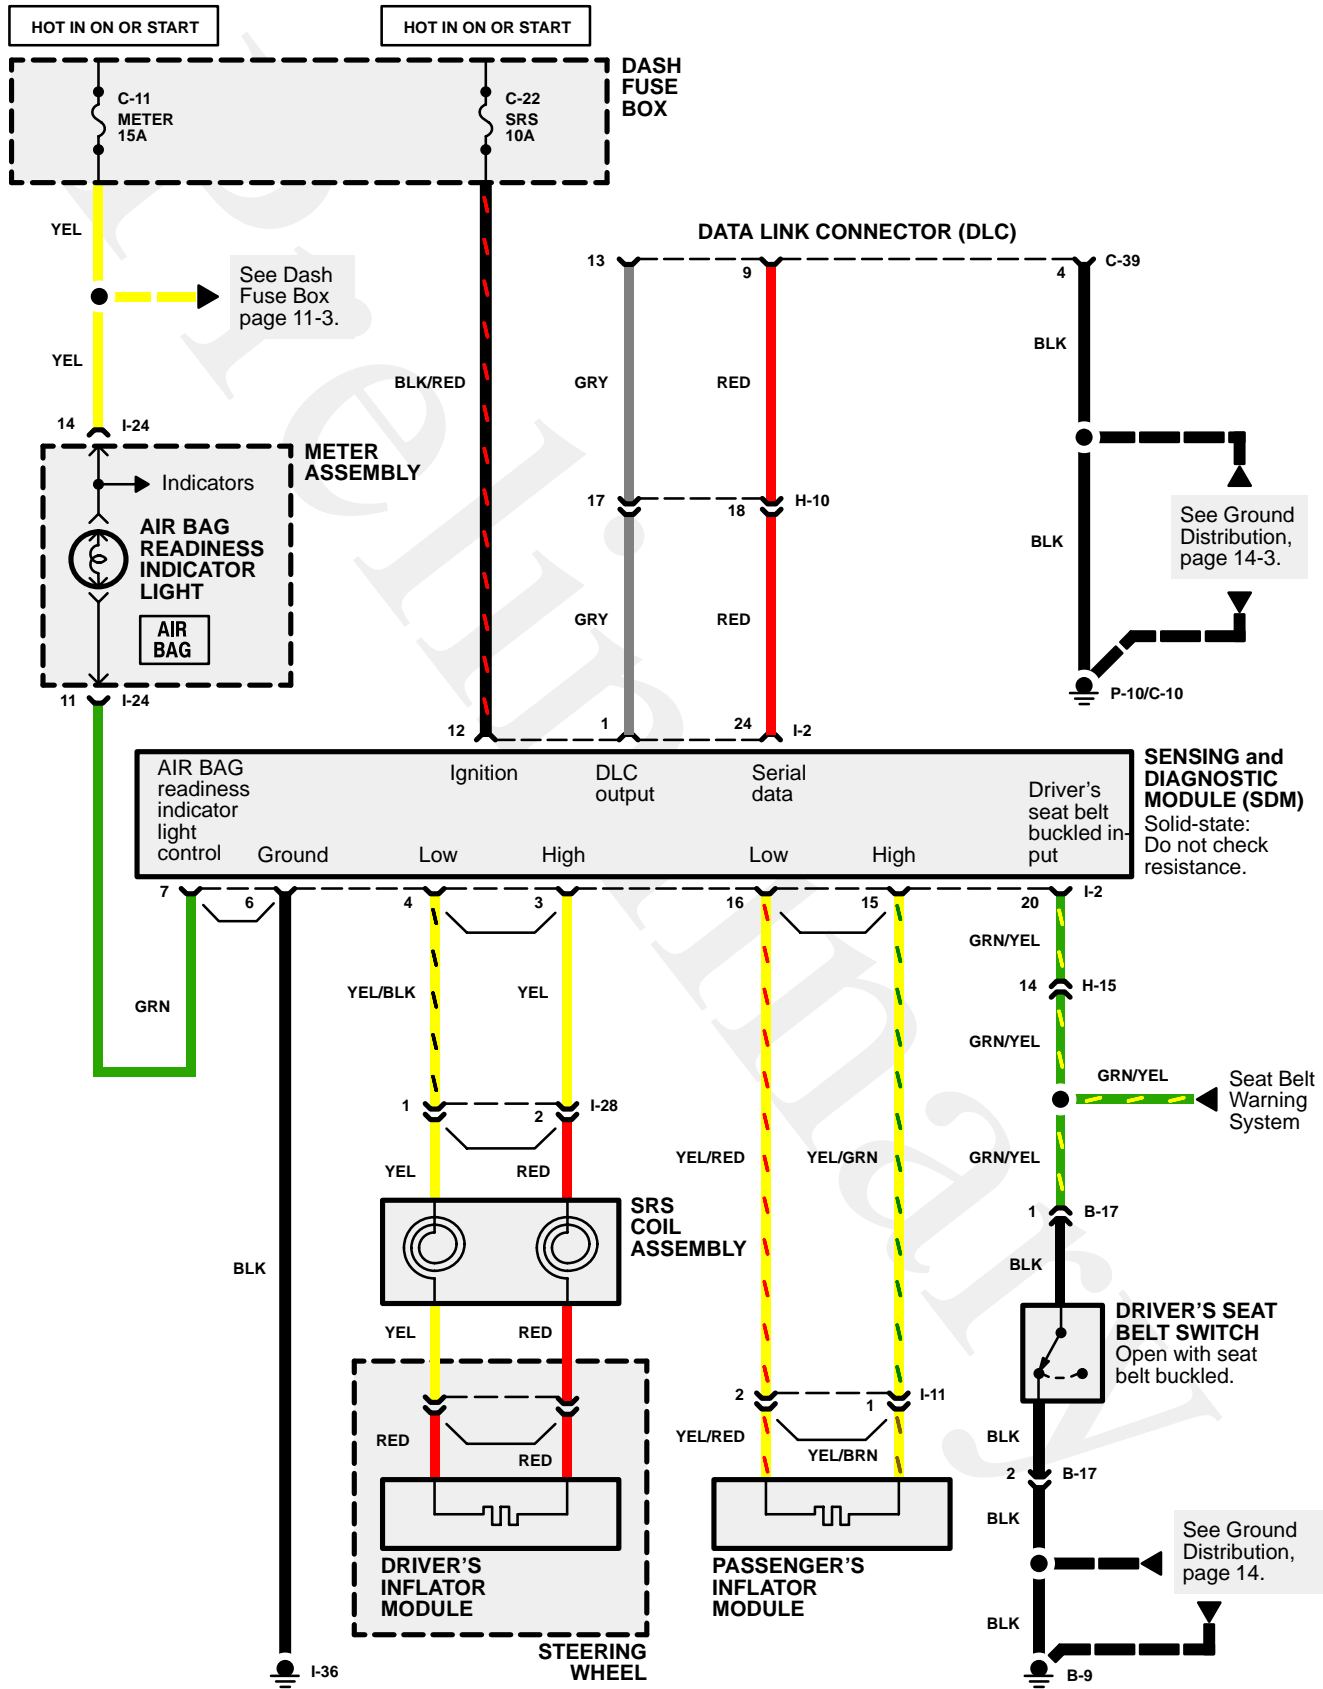 HOT IN ON OR START
HOT IN ON OR START
DASH
FUSE
BOX
C-11
METER
15A
C-22
SRS
10A
YEL
See Dash
Fuse Box
page 11-3.
YEL
BLK/RED
DATA LINK CONNECTOR (DLC)
13
9
4
C-39
GRY
RED
BLK
14
I-24
METER
ASSEMBLY
Indicators
AIR BAG
READINESS
INDICATOR
LIGHT
AIR
BAG
17
18
H-10
BLK
See Ground
Distribution,
page 14-3.
GRY
RED
P-10/C-10
11
I-24
12
1
24
I-2
AIR BAG
readiness
indicator
light
control
Ground
Ignition
DLC
output
Serial
data
Driver's
seat belt
buckled in-
put
Low
High
Low
High
SENSING and
DIAGNOSTIC
MODULE (SDM)
Solid-state:
Do not check
resistance.
7
6
4
3
16
15
20
I-2
GRN/YEL
14
H-15
GRN
YEL/BLK
YEL
GRN/YEL
GRN/YEL
Seat Belt
Warning
System
1
2
I-28
YEL
RED
YEL/RED
YEL/GRN
GRN/YEL
SRS
COIL
ASSEMBLY
1
B-17
BLK
BLK
YEL
RED
DRIVER'S SEAT
BELT SWITCH
Open with seat
belt buckled.
2
1
I-11
RED
RED
YEL/RED
YEL/BRN
BLK
2
B-17
BLK
See Ground
Distribution,
page 14.
DRIVER'S
INFLATOR
MODULE
PASSENGER'S
INFLATOR
MODULE
BLK
STEERING
WHEEL
I-36
B-9
Preliminary